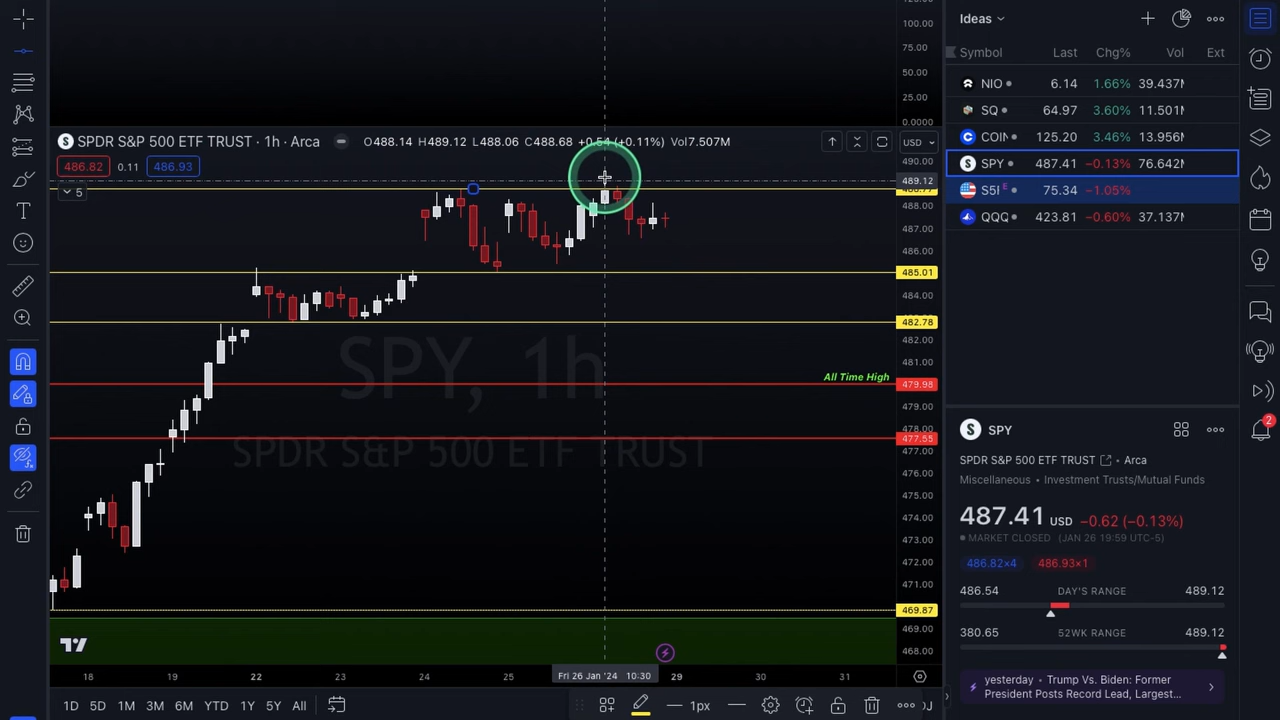 125.00
100.00
75.00
50.00
25.00
0.0000
SPDR S&P 500 ETF TRUST · 1h · Arca
O488.14 H489.12 L488.06 C488.68 +0.54 (+0.11%) Vol7.507M
USD
486.82 0.11 486.93
5
490.00
489.12
488.77
488.00
487.00
486.00
485.01
484.00
482.78
482.00
481.00
All Time High
479.98
479.00
477.55
477.00
476.00
475.00
474.00
473.00
472.00
471.00
469.87
469.00
468.00
SPY, 1h
SPDR S&P 500 ETF TRUST
18 19 22 23 24 25 Fri 26 Jan '24 10:30 29 30 31
1D 5D 1M 3M 6M YTD 1Y 5Y All
1px
Ideas
Symbol Last Chg% Vol Ext
NIO 6.14 1.66% 39.437M
SQ 64.97 3.60% 11.501M
COIN 125.20 3.46% 13.956M
SPY 487.41 −0.13% 76.642M
S5I E 75.34 −1.05%
QQQ 423.81 −0.60% 37.137M
SPY
SPDR S&P 500 ETF TRUST • Arca
Miscellaneous • Investment Trusts/Mutual Funds
487.41 USD −0.62 (−0.13%)
MARKET CLOSED (JAN 26 19:59 UTC-5)
486.82×4 486.93×1
486.54 DAY'S RANGE 489.12
380.65 52WK RANGE 489.12
yesterday • Trump Vs. Biden: Former
President Posts Record Lead, Largest...
2